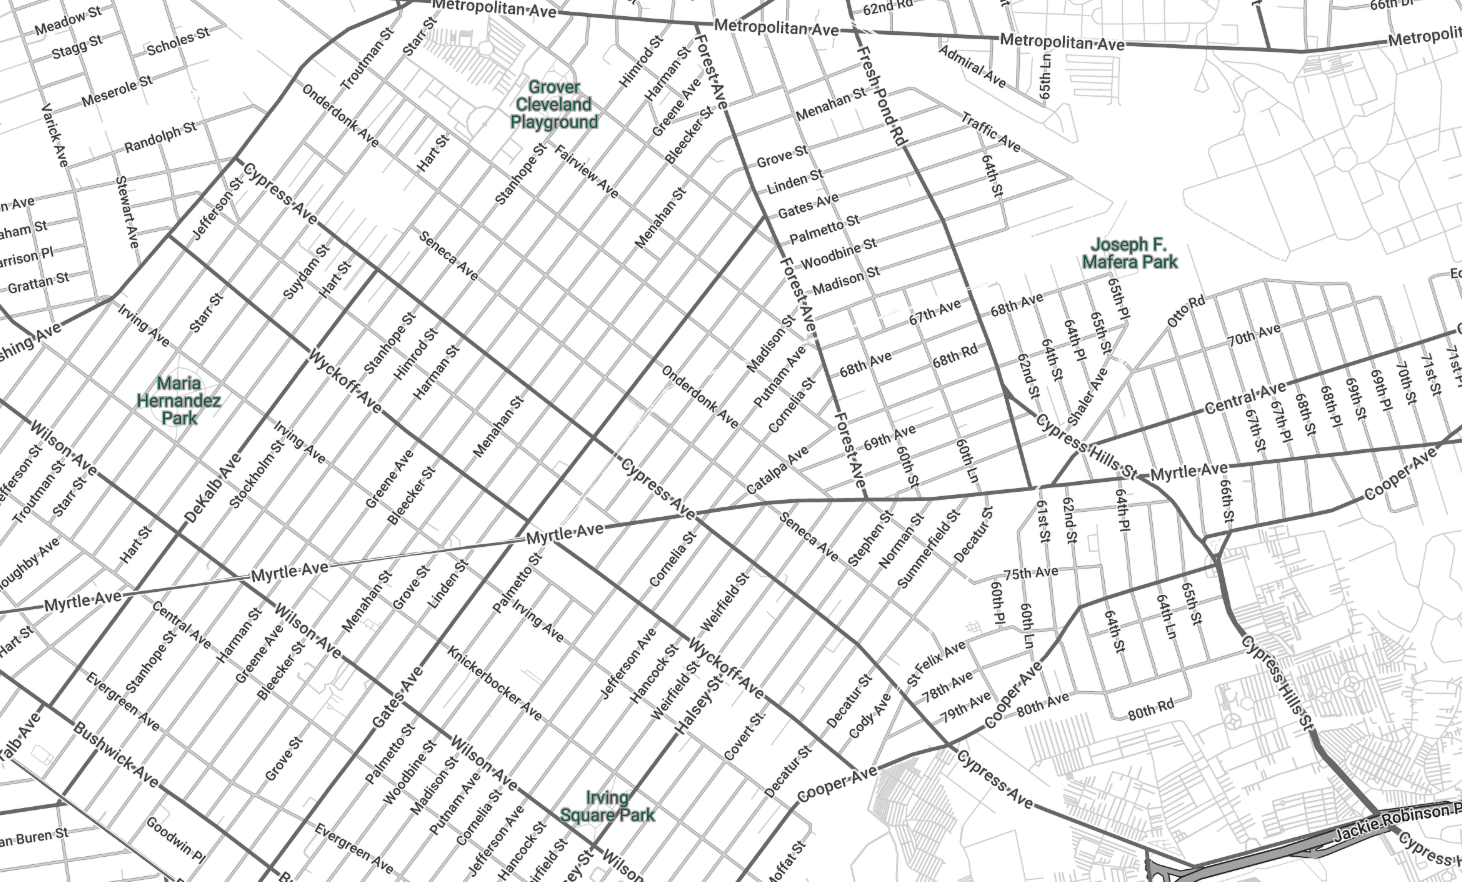 Metropolitan Ave
Metropolitan Ave
Metropolitan Ave
62nd Rd
66th
Meadow St
Stagg St
Scholes St
Meserole St
Varick Ave
Randolph St
Stewart Ave
Troutman St
Starr St
Onderdonk Ave
Hart St
Grover
Cleveland
Playground
Himrod St
Harman St
Greene Ave
Bleecker St
Forest Ave
Fresh Pond Rd
Admiral Ave
65th Ln
Menahan St
Traffic Ave
64th St
Grove St
Linden St
Gates Ave
Palmetto St
Woodbine St
Madison St
Stanhope St
Fairview Ave
Menahan St
Cypress Ave
Jefferson St
Seneca Ave
Suydam St
Hart St
Grattan St
Starr St
Irving Ave
Forest Ave
67th Ave
68th Ave
Joseph F.
Mafera Park
65th Pl
65th St
64th Pl
64th St
62nd St
Otto Rd
70th Ave
Shaler Ave
68th Ave
68th Rd
Madison St
Putnam Ave
Cornelia St
Onderdonk Ave
Stanhope St
Himrod St
Harman St
Wyckoff Ave
Maria
Hernandez
Park
Wilson Ave
Troutman St
Starr St
DeKalb Ave
Stockholm St
Irving Ave
Menahan St
Greene Ave
Bleecker St
Hart St
Forest Ave
69th Ave
Catalpa Ave
60th St
60th Ln
Cypress Hills St
Central Ave
67th St
67th Pl
68th St
68th Pl
69th St
69th Pl
70th St
71st St
Myrtle Ave
Cooper Ave
66th St
64th Pl
62nd St
61st St
Cypress Ave
Seneca Ave
Stephen St
Norman St
Summerfield St
Decatur St
75th Ave
60th Pl
60th Ln
64th St
64th Ln
65th St
Myrtle Ave
Myrtle Ave
Myrtle Ave
Cornelia St
Weirfield St
Palmetto St
Irving Ave
Linden St
Grove St
Menahan St
Wilson Ave
Central Ave
Harman St
Greene Ave
Bleecker St
Stanhope St
Hart St
Evergreen Ave
Bushwick Ave
Knickerbocker Ave
Gates Ave
Jefferson Ave
Hancock St
Weirfield St
Halsey St
Wyckoff Ave
Covert St
Decatur St
Decatur St
Cody Ave
St Felix Ave
78th Ave
79th Ave
Cooper Ave
80th Ave
80th Rd
Cypress Hills St
Cooper Ave
Cypress Ave
Wilson Ave
Palmetto St
Woodbine St
Madison St
Putnam Ave
Cornelia St
Jefferson Ave
Hancock St
Irving
Square Park
Wilson
Moffat St
Grove St
Evergreen Ave
Goodwin Pl
Jackie Robinson
Cypress